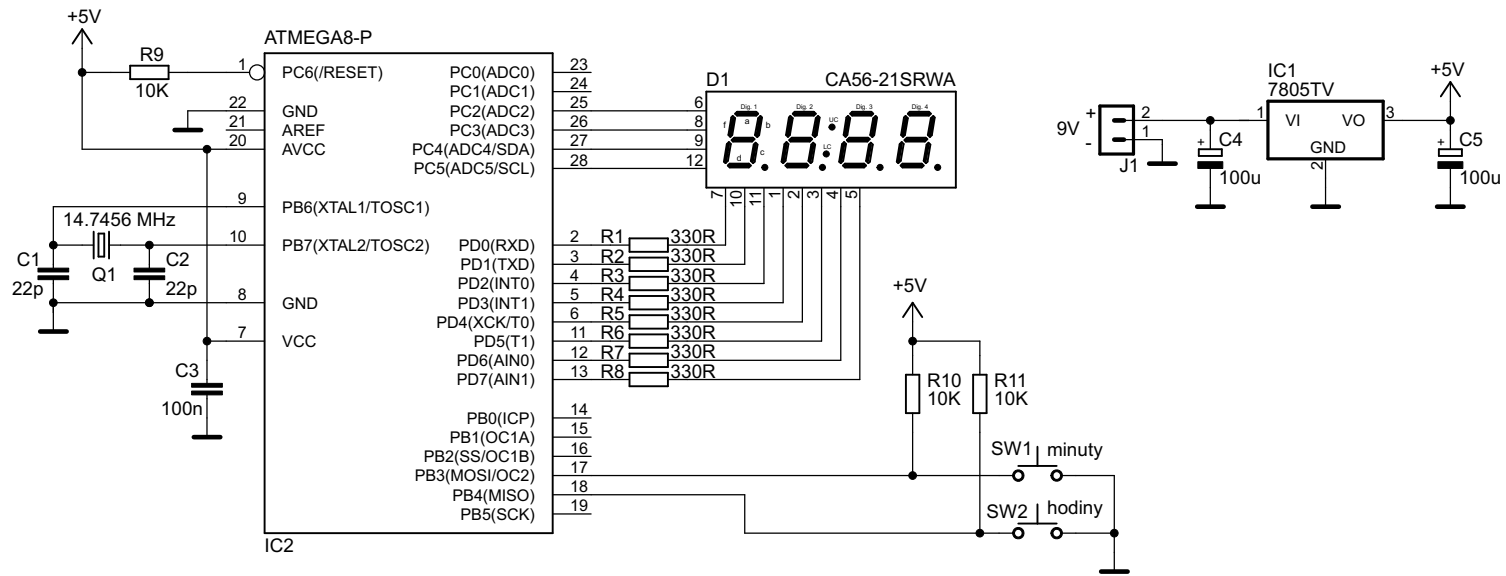 +5V
R9
10K
ATMEGA8-P
1
PC6(/RESET)
22
GND
21
AREF
20
AVCC
9
PB6(XTAL1/TOSC1)
14.7456 MHz
10
PB7(XTAL2/TOSC2)
C1
22p
Q1
C2
22p
8
GND
7
VCC
C3
100n
IC2
PC0(ADC0)
23
PC1(ADC1)
24
PC2(ADC2)
25
PC3(ADC3)
26
PC4(ADC4/SDA)
27
PC5(ADC5/SCL)
28
PD0(RXD)
2
R1
330R
PD1(TXD)
3
R2
330R
PD2(INT0)
4
R3
330R
PD3(INT1)
5
R4
330R
PD4(XCK/T0)
6
R5
330R
PD5(T1)
11
R6
330R
PD6(AIN0)
12
R7
330R
PD7(AIN1)
13
R8
330R
PB0(ICP)
14
PB1(OC1A)
15
PB2(SS/OC1B)
16
PB3(MOSI/OC2)
17
PB4(MISO)
18
PB5(SCK)
19
D1
CA56-21SRWA
6
8
9
12
Dig. 1
Dig. 2
Dig. 3
Dig. 4
a
f
b
c
d
UC
LC
7
10
11
1
2
3
4
5
+5V
R10
10K
R11
10K
SW1
minuty
SW2
hodiny
9V
+
-
2
1
J1
C4
+
100u
IC1
7805TV
1
VI
VO
3
GND
2
+5V
C5
+
100u